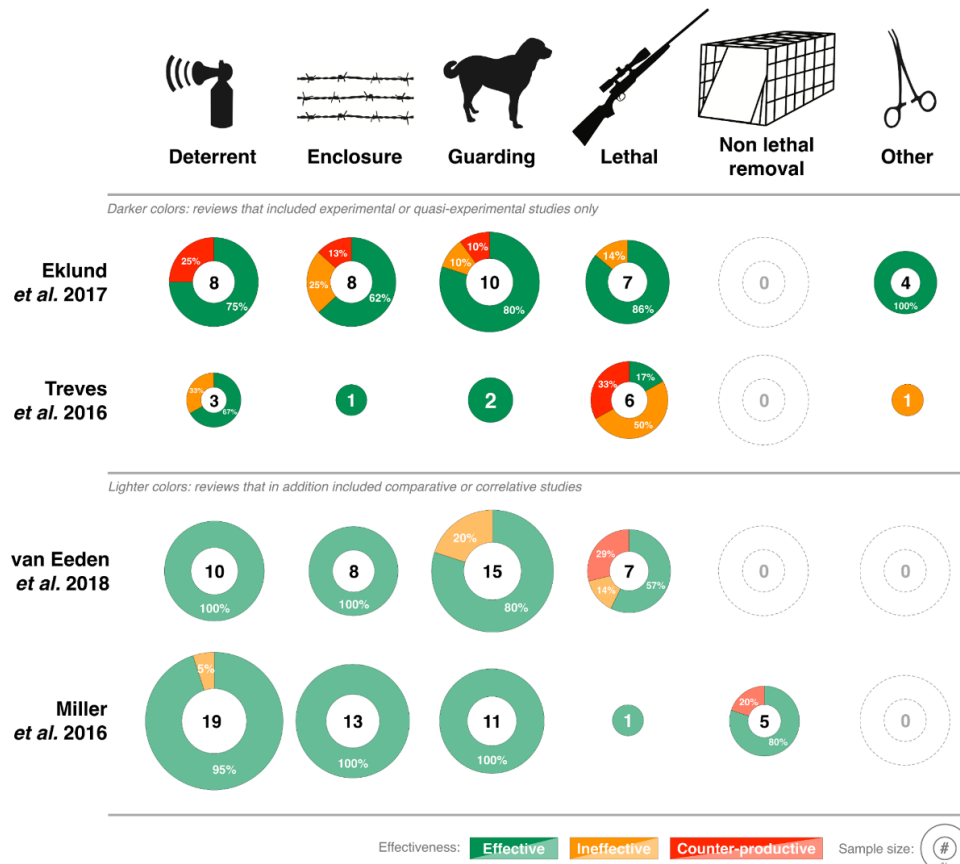 Deterrent Enclosure Guarding Lethal Non lethal removal Other
Darker colors: reviews that included experimental or quasi-experimental studies only
Eklund
et al. 2017
25% 8 75%
13% 25% 8 62%
10% 10% 10 80%
14% 7 86%
0
4 100%
Treves
et al. 2016
33% 3 67%
1
2
33% 17% 6 50%
0
1
Lighter colors: reviews that in addition included comparative or correlative studies
van Eeden
et al. 2018
10 100%
8 100%
20% 15 80%
29% 7 14% 57%
0
0
Miller
et al. 2016
5% 19 95%
13 100%
11 100%
1
20% 5 80%
0
Effectiveness: Effective Ineffective Counter-productive Sample size: #